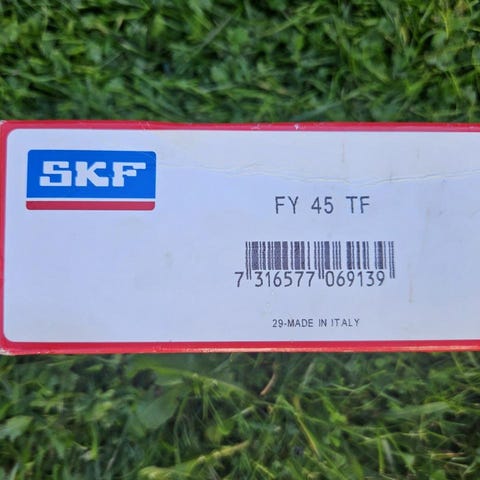 SKF
FY 45 TF
7 316577 069139
29-MADE IN ITALY